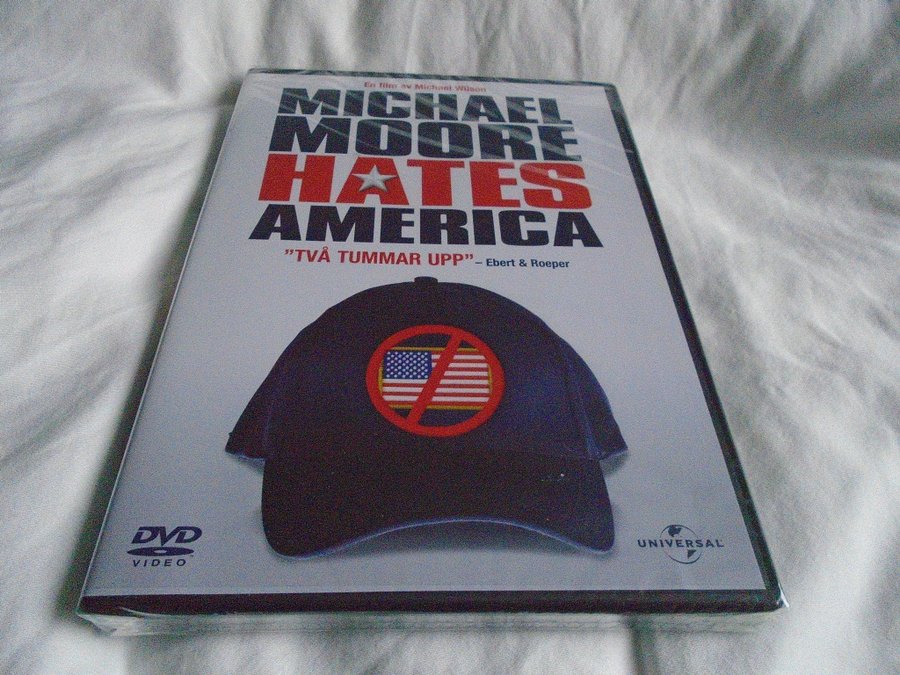 En film av Michael Wilson
MICHAEL
MOORE
HATES
AMERICA
”TVÅ TUMMAR UPP” – Ebert & Roeper
DVD
VIDEO
UNIVERSAL